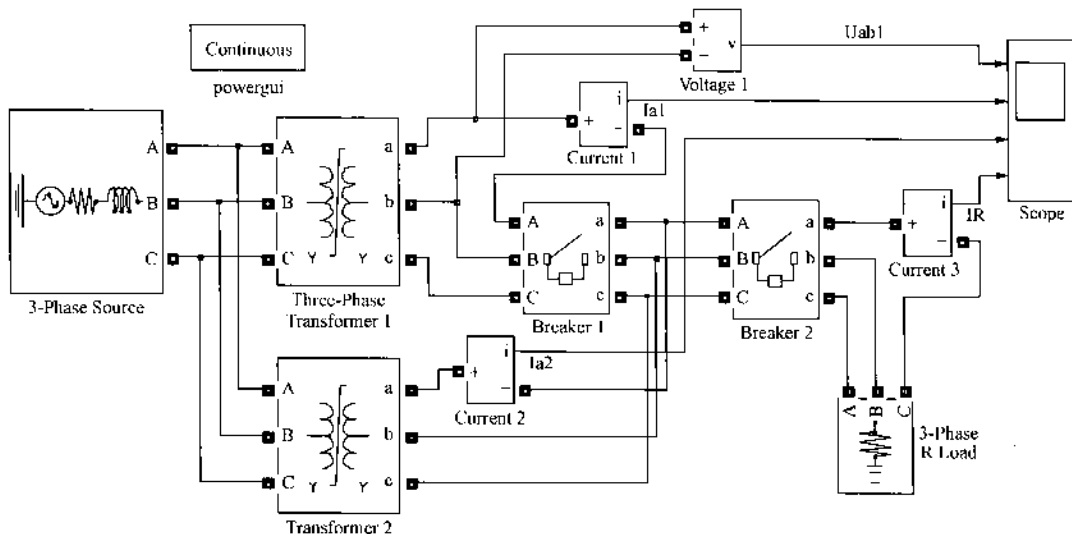 Continuous
powergui
+
−
v
Voltage 1
Uab1
i
+
−
Ia1
Current 1
A
B
C
3-Phase Source
A
B
C
a
b
c
Y Y
Three-Phase
Transformer 1
A
B
C
a
b
c
Breaker 1
A
B
C
a
b
c
Breaker 2
i
+
−
IR
Current 3
Scope
A
B
C
a
b
c
Y Y
Transformer 2
i
+
−
Ia2
Current 2
A B C
3-Phase
R Load